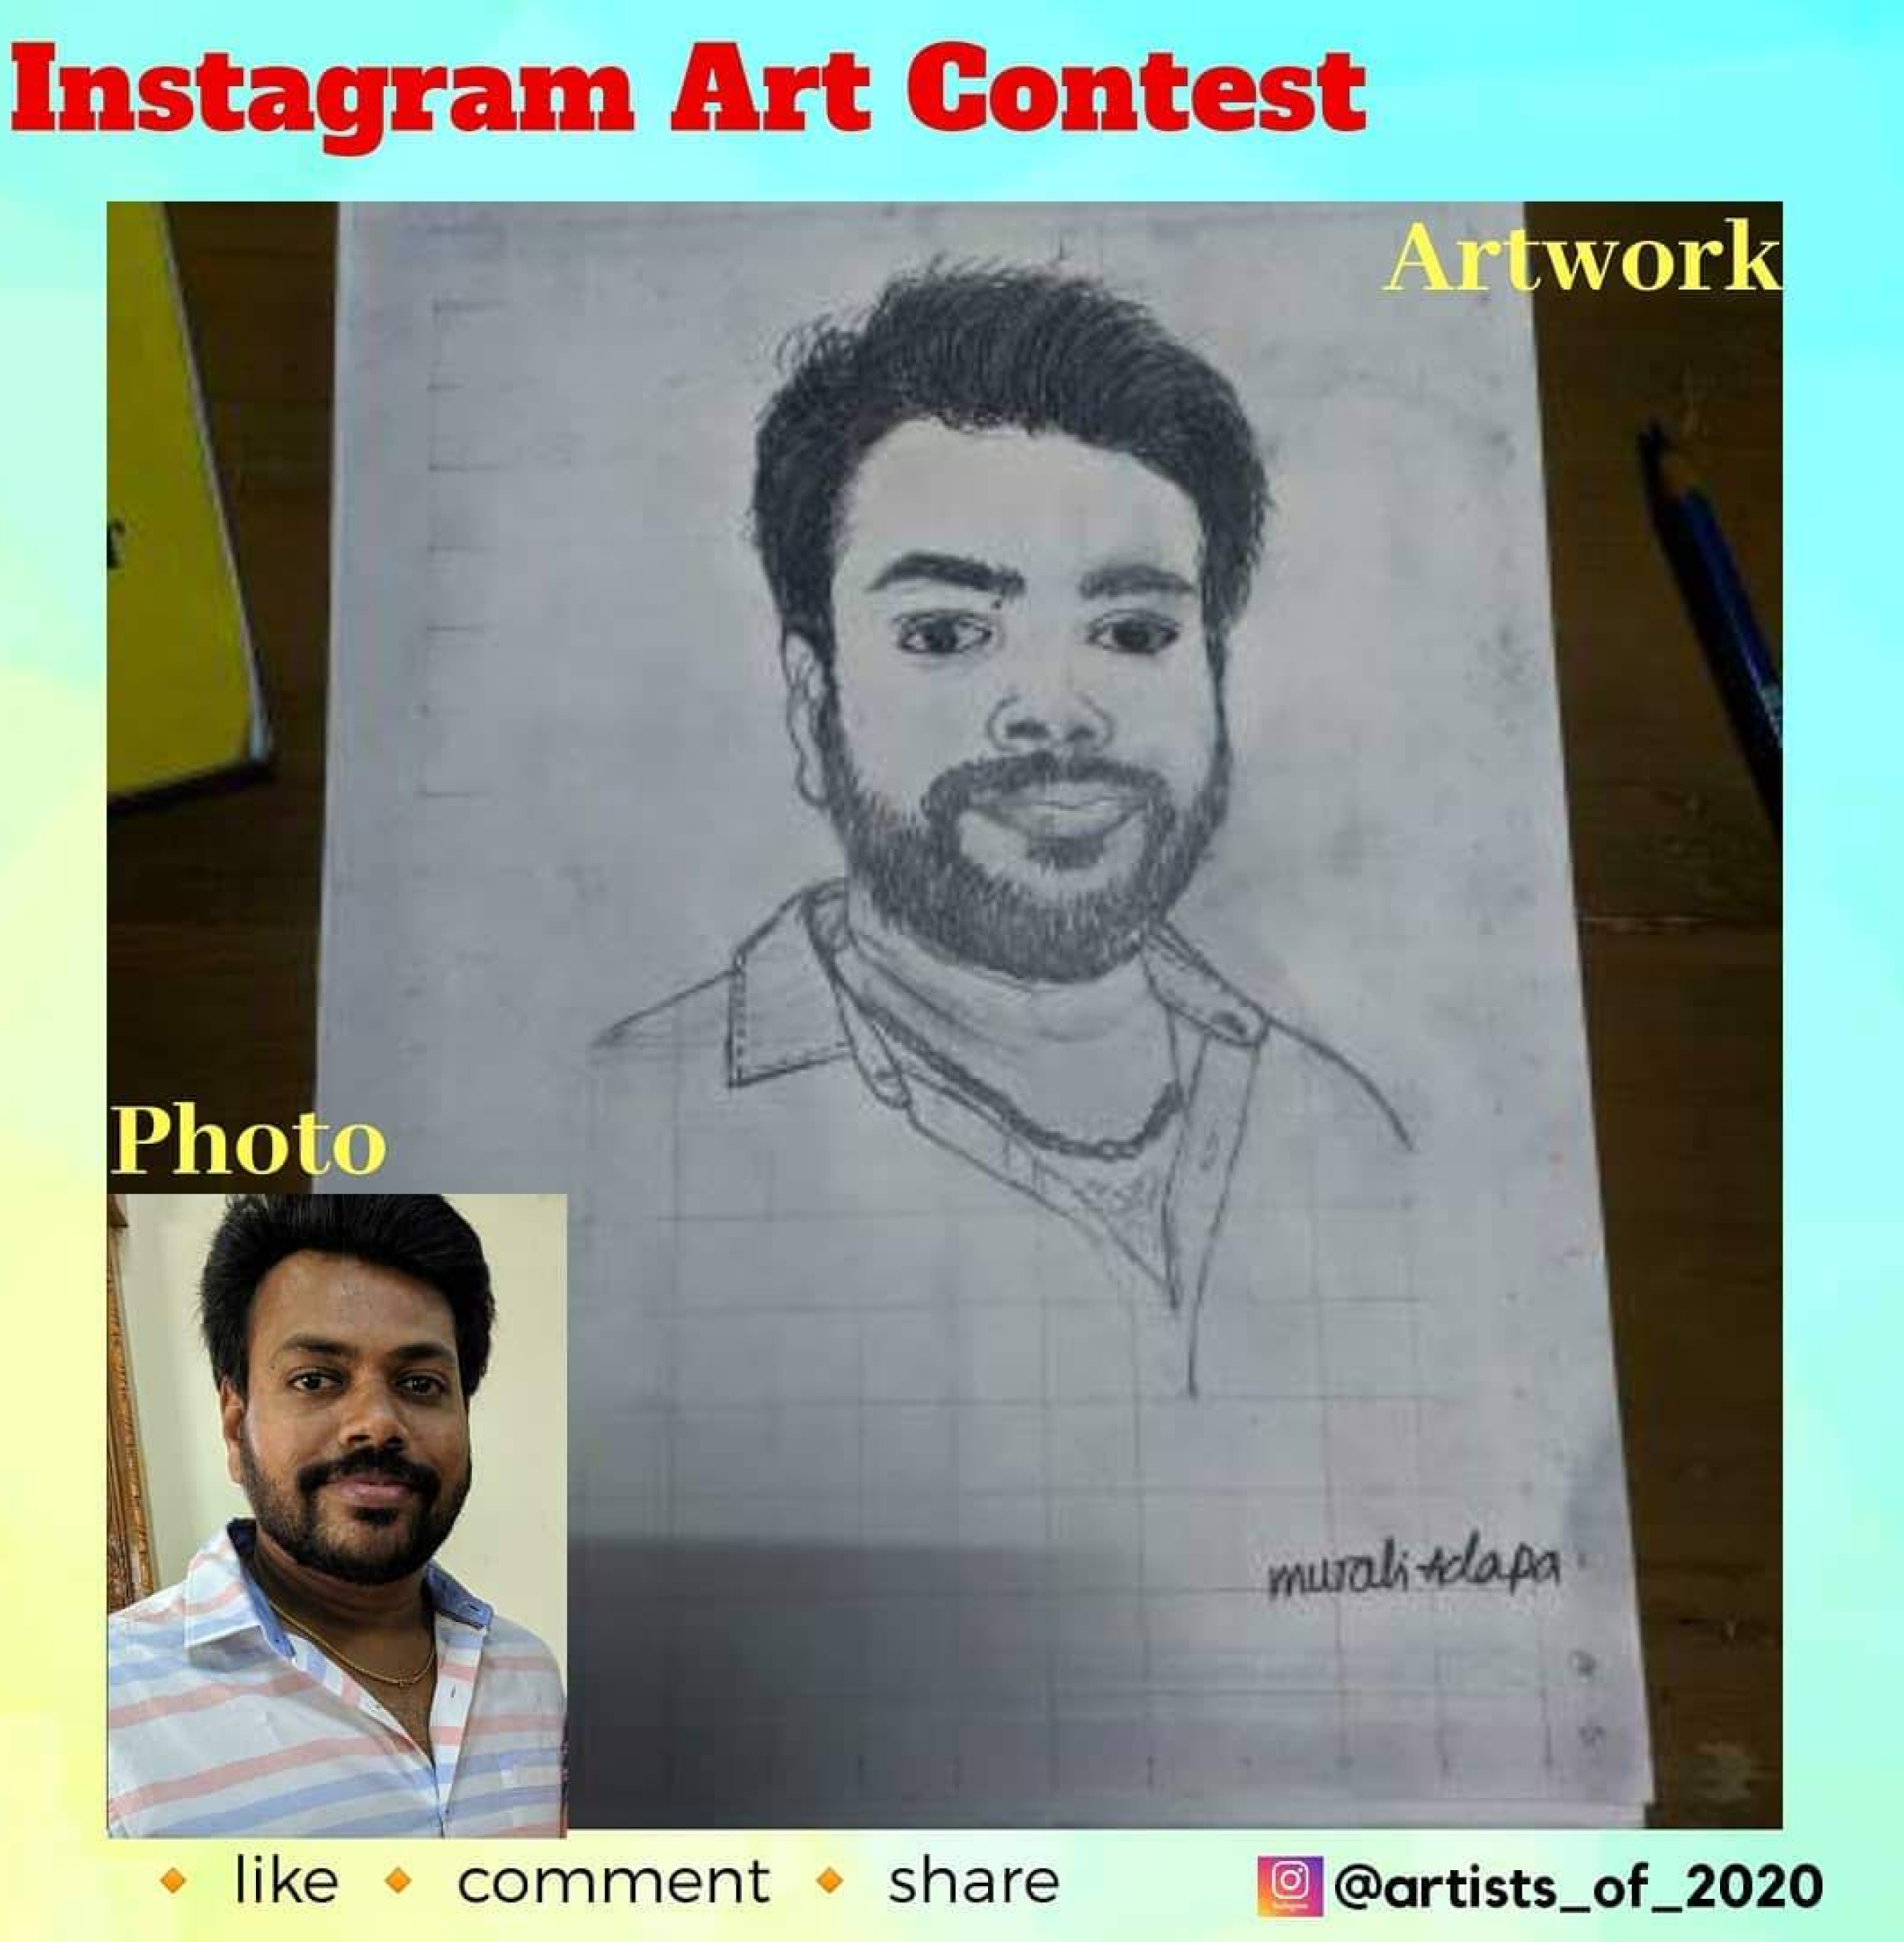 Instagram Art Contest
Artwork
Photo
murali Adapa
like comment share
@artists_of_2020